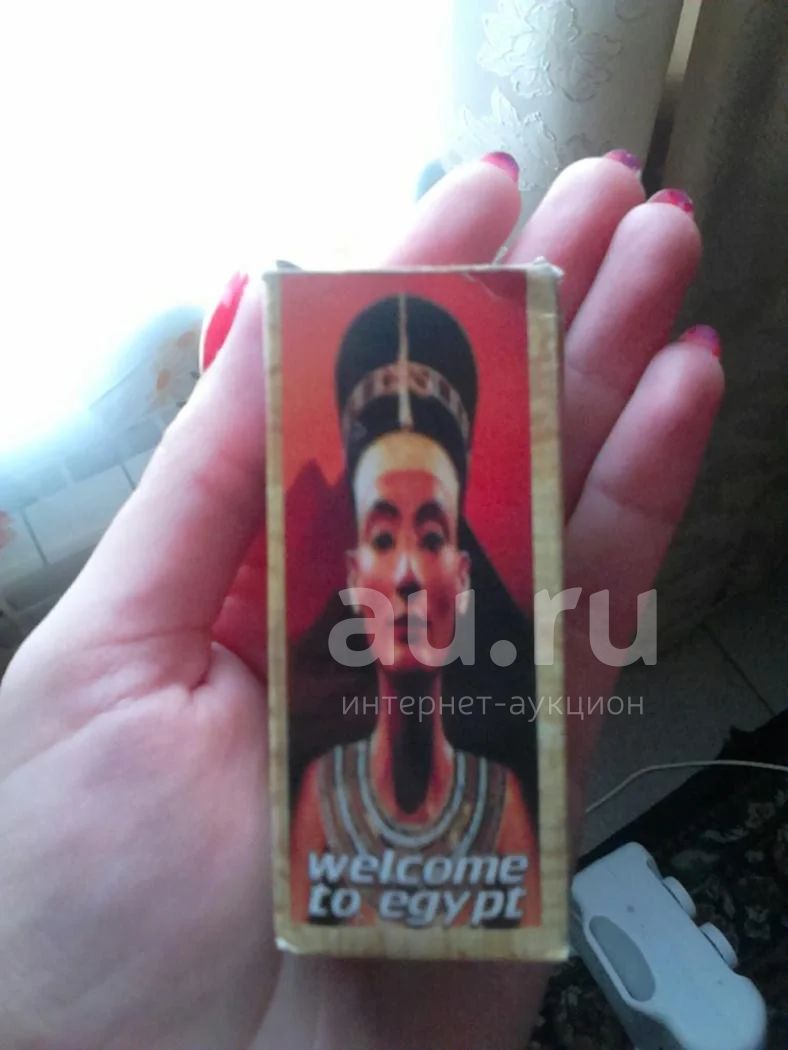 au.ru
интернет-аукцион
welcome
to egypt